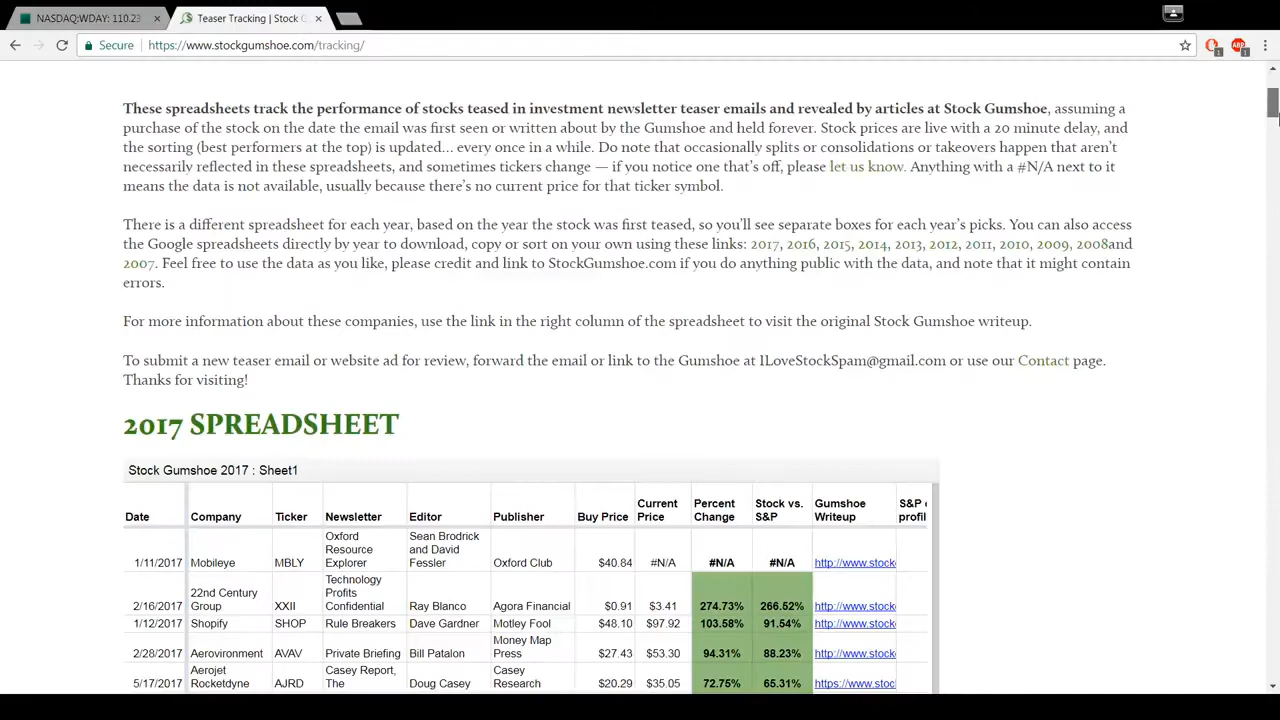 NASDAQ:WDAY: 110.23
Teaser Tracking | Stock G
Secure https://www.stockgumshoe.com/tracking/
These spreadsheets track the performance of stocks teased in investment newsletter teaser emails and revealed by articles at Stock Gumshoe, assuming a
purchase of the stock on the date the email was first seen or written about by the Gumshoe and held forever. Stock prices are live with a 20 minute delay, and
the sorting (best performers at the top) is updated… every once in a while. Do note that occasionally splits or consolidations or takeovers happen that aren't
necessarily reflected in these spreadsheets, and sometimes tickers change — if you notice one that's off, please let us know. Anything with a #N/A next to it
means the data is not available, usually because there's no current price for that ticker symbol.
There is a different spreadsheet for each year, based on the year the stock was first teased, so you'll see separate boxes for each year's picks. You can also access
the Google spreadsheets directly by year to download, copy or sort on your own using these links: 2017, 2016, 2015, 2014, 2013, 2012, 2011, 2010, 2009, 2008and
2007. Feel free to use the data as you like, please credit and link to StockGumshoe.com if you do anything public with the data, and note that it might contain
errors.
For more information about these companies, use the link in the right column of the spreadsheet to visit the original Stock Gumshoe writeup.
To submit a new teaser email or website ad for review, forward the email or link to the Gumshoe at ILoveStockSpam@gmail.com or use our Contact page.
Thanks for visiting!
2017 SPREADSHEET
Stock Gumshoe 2017 : Sheet1
Date Company Ticker Newsletter Editor Publisher Buy Price Current Price Percent Change Stock vs. S&P Gumshoe Writeup S&P profil
1/11/2017 Mobileye MBLY Oxford Resource Explorer Sean Brodrick and David Fessler Oxford Club $40.84 #N/A #N/A #N/A http://www.stock
2/16/2017 22nd Century Group XXII Technology Profits Confidential Ray Blanco Agora Financial $0.91 $3.41 274.73% 266.52% http://www.stock
1/12/2017 Shopify SHOP Rule Breakers Dave Gardner Motley Fool $48.10 $97.92 103.58% 91.54% http://www.stock
2/28/2017 Aerovironment AVAV Private Briefing Bill Patalon Money Map Press $27.43 $53.30 94.31% 88.23% http://www.stock
5/17/2017 Aerojet Rocketdyne AJRD Casey Report, The Doug Casey Casey Research $20.29 $35.05 72.75% 65.31% https://www.stoc